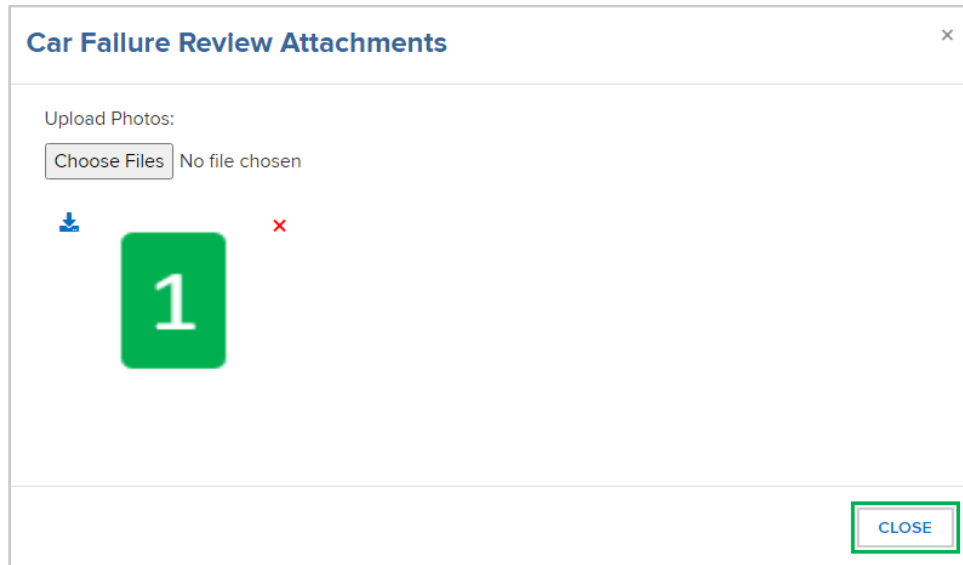 Car Failure Review Attachments ×
Upload Photos:
Choose Files No file chosen
1
CLOSE